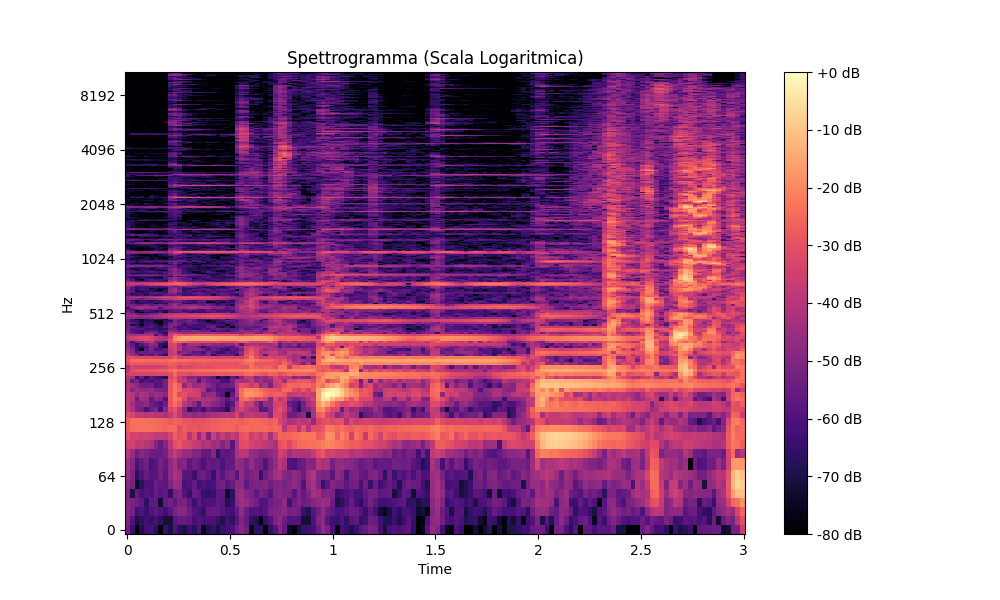 Spettrogramma (Scala Logaritmica)
Hz
8192
4096
2048
1024
512
256
128
64
0
0
0.5
1
1.5
2
2.5
3
Time
+0 dB
-10 dB
-20 dB
-30 dB
-40 dB
-50 dB
-60 dB
-70 dB
-80 dB